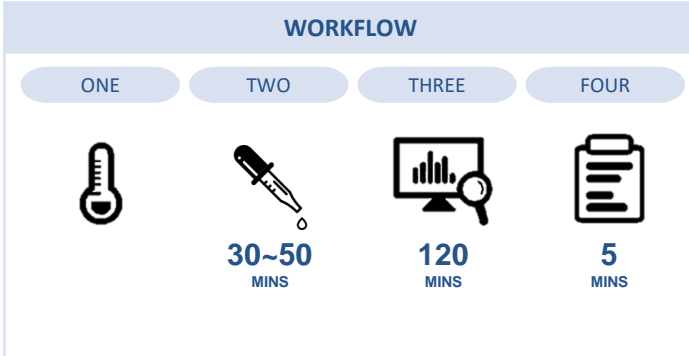 WORKFLOW
ONE TWO THREE FOUR
30~50 120 5
MINS MINS MINS